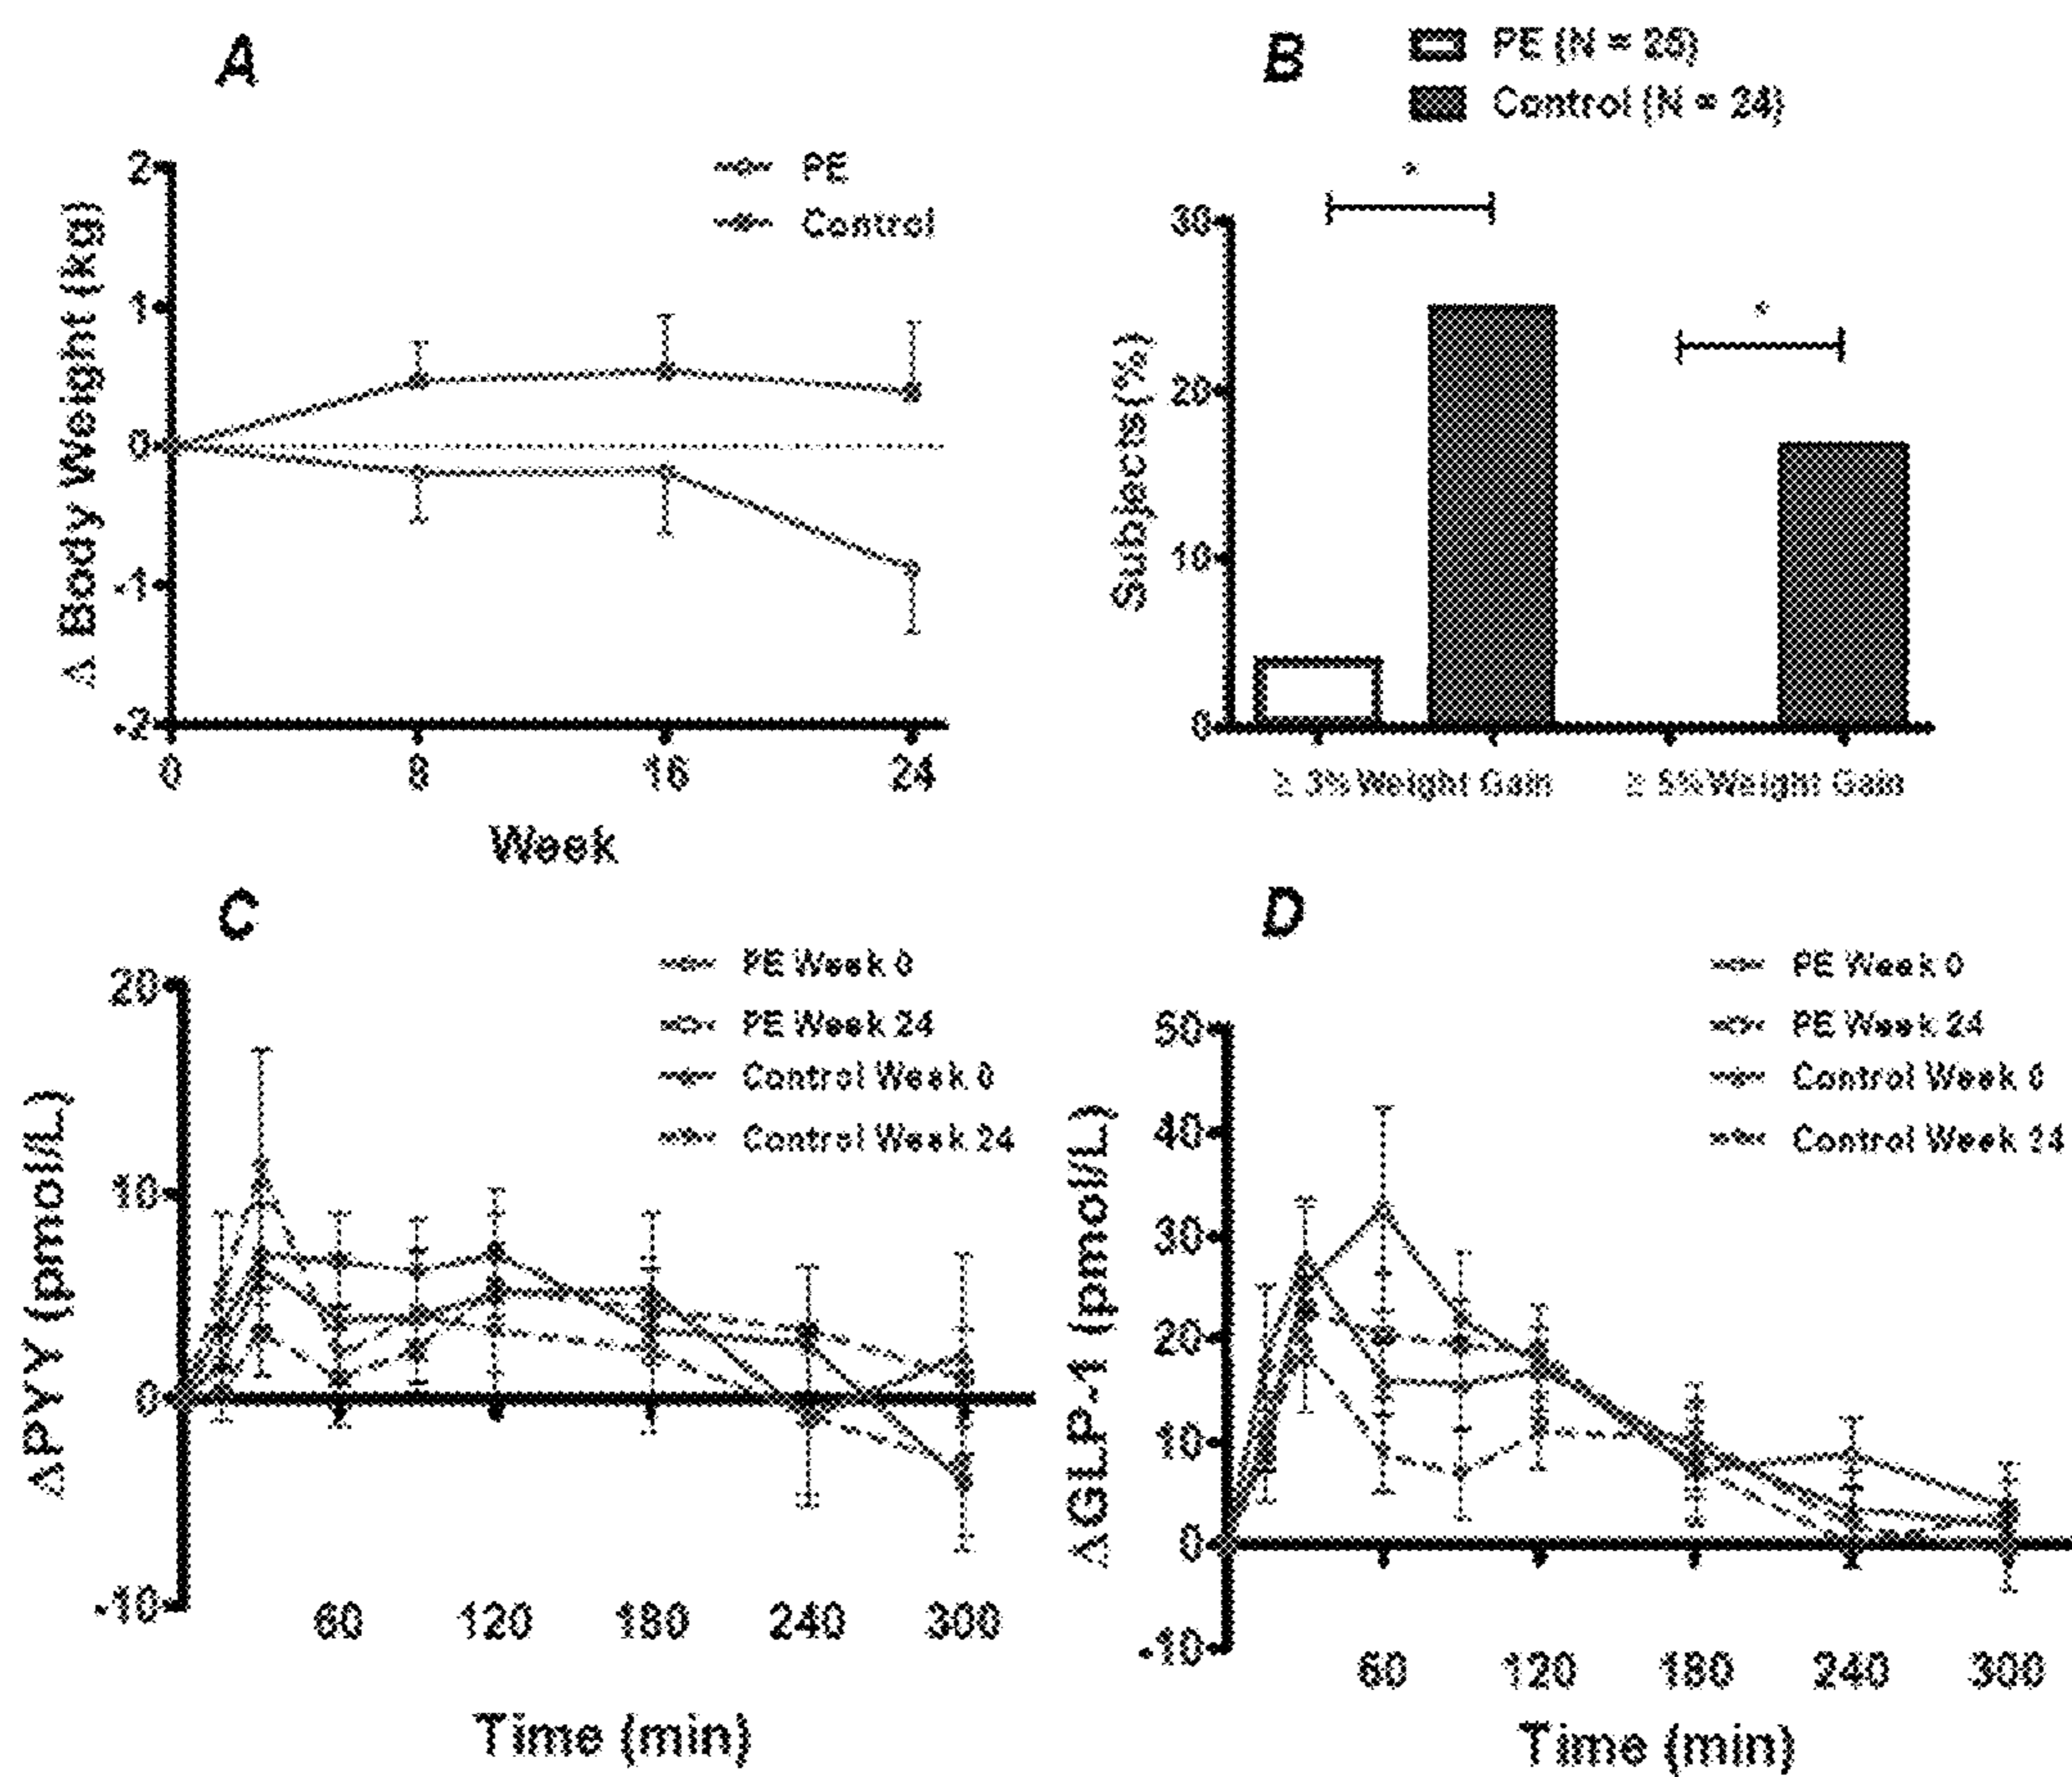 A
2
1
0
-1
-2
Δ Body Weight (kg)
PE
Control
0 8 16 24
Week
B
PE (N = 25)
Control (N = 24)
*
*
30
20
10
0
Subjects(%)
≥ 3% Weight Gain ≥ 5% Weight Gain
C
20
10
0
-10
ΔPYY (pmol/L)
PE Week 0
PE Week 24
Control Week 0
Control Week 24
60 120 180 240 300
Time (min)
D
50
40
30
20
10
0
-10
ΔGLP-1 (pmol/L)
PE Week 0
PE Week 24
Control Week 0
Control Week 24
60 120 180 240 300
Time (min)